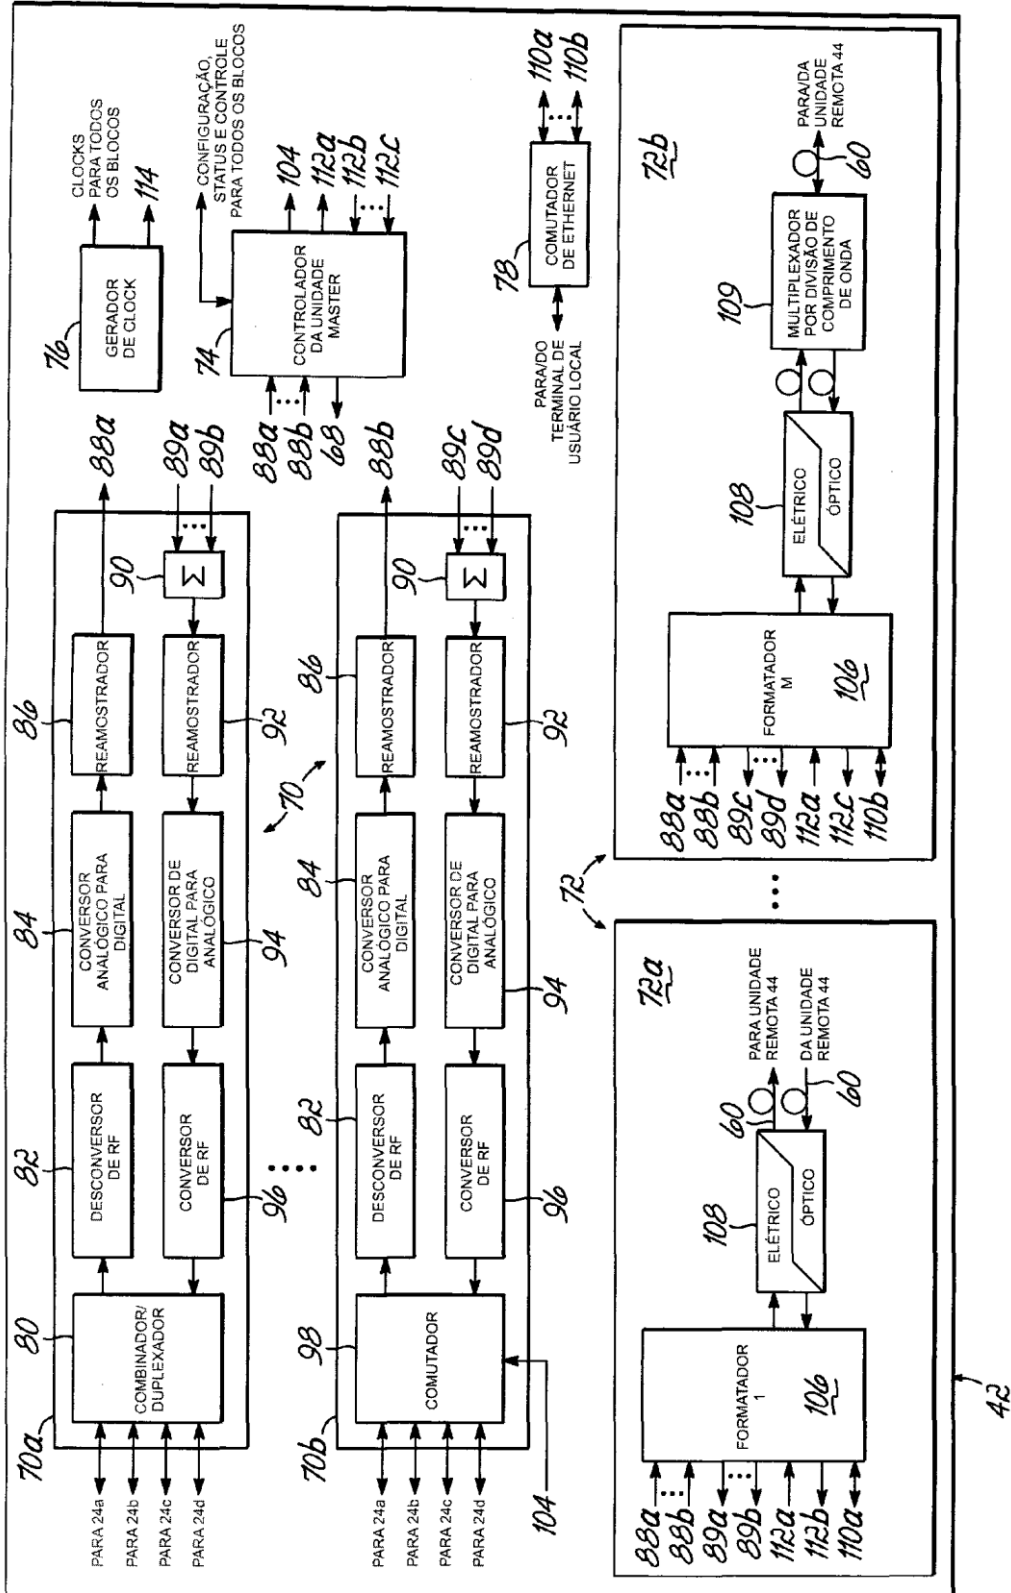 70a
PARA 24a
PARA 24b
PARA 24c
PARA 24d
80
COMBINADOR/
DUPLEXADOR
82
DESCONVERSOR
DE RF
84
CONVERSOR
ANALÓGICO PARA
DIGITAL
86
REAMOSTRADOR
88a
CONVERSOR
DE RF
96
CONVERSOR DE
DIGITAL PARA
ANALÓGICO
94
REAMOSTRADOR
92
90
Σ
89a
89b
70
76
GERADOR
DE CLOCK
CLOCKS
PARA TODOS
OS BLOCOS
114
70b
PARA 24a
PARA 24b
PARA 24c
PARA 24d
98
COMUTADOR
104
82
DESCONVERSOR
DE RF
84
CONVERSOR
ANALÓGICO PARA
DIGITAL
86
REAMOSTRADOR
88b
CONVERSOR
DE RF
96
CONVERSOR DE
DIGITAL PARA
ANALÓGICO
94
REAMOSTRADOR
92
90
Σ
89c
89d
74
CONTROLADOR
DA UNIDADE
MASTER
88a
88b
68
CONFIGURAÇÃO,
STATUS E CONTROLE
PARA TODOS OS BLOCOS
104
112a
112b
112c
78
COMUTADOR
DE ETHERNET
PARA/DO
TERMINAL DE
USUÁRIO LOCAL
110a
110b
72
72a
88a
88b
89a
89b
112a
112b
110a
FORMATADOR
1
106
108
ELÉTRICO
ÓPTICO
60
60
PARA UNIDADE
REMOTA 44
DA UNIDADE
REMOTA 44
72b
88a
88b
89c
89d
112a
112c
110b
FORMATADOR
M
106
108
ELÉTRICO
ÓPTICO
109
MULTIPLEXADOR
POR DIVISÃO DE
COMPRIMENTO
DE ONDA
60
PARA/DA
UNIDADE
REMOTA 44
42